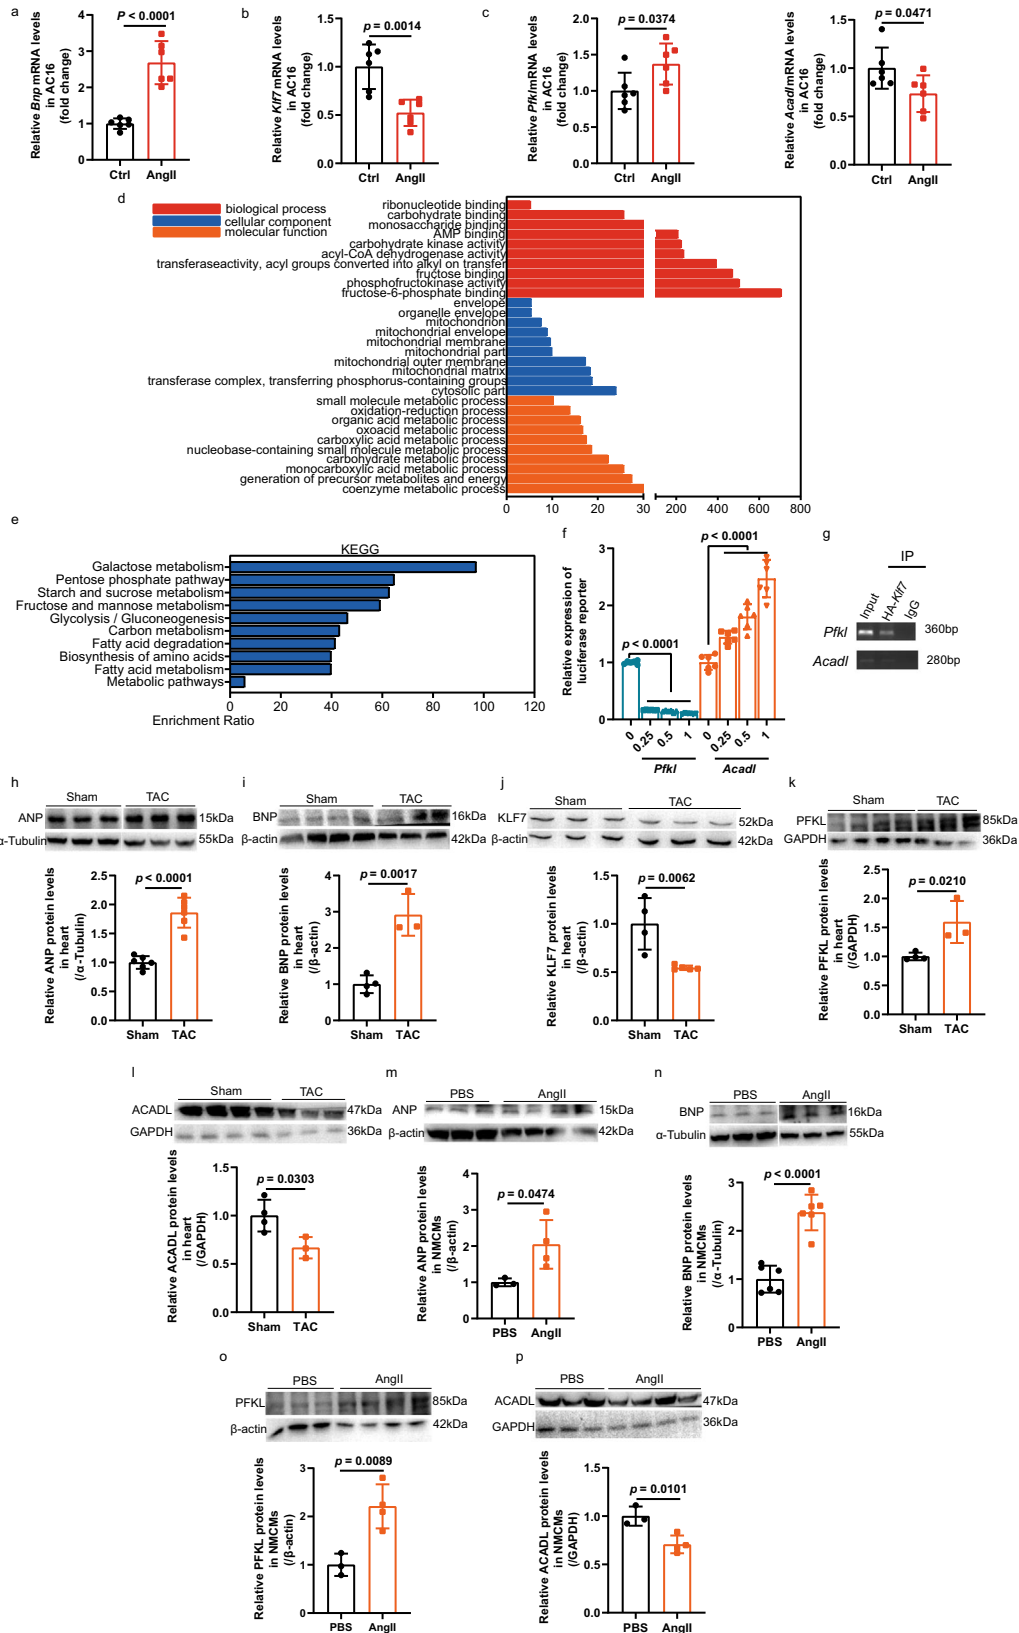 a
Relative Bnp mRNA levels
in AC16
(fold change)
P < 0.0001
5
4
3
2
1
0
Ctrl
AngII
b
Relative Klf7 mRNA levels
in AC16
(fold change)
p = 0.0014
1.5
1.0
0.5
0.0
Ctrl
AngII
c
Relative Pfkl mRNA levels
in AC16
(fold change)
p = 0.0374
2.0
1.5
1.0
0.5
0.0
Ctrl
AngII
Relative Acadl mRNA levels
in AC16
(fold change)
p = 0.0471
1.5
1.0
0.5
0.0
Ctrl
AngII
d
biological process
cellular component
molecular function
ribonucleotide binding
carbohydrate binding
monosaccharide binding
AMP binding
carbohydrate kinase activity
acyl-CoA dehydrogenase activity
transferaseactivity, acyl groups converted into alkyl on transfer
fructose binding
phosphofructokinase activity
fructose-6-phosphate binding
envelope
organelle envelope
mitochondrion
mitochondrial envelope
mitochondrial membrane
mitochondrial part
mitochondrial outer membrane
mitochondrial matrix
transferase complex, transferring phosphorus-containing groups
cytosolic part
small molecule metabolic process
oxidation-reduction process
organic acid metabolic process
oxoacid metabolic process
carboxylic acid metabolic process
nucleobase-containing small molecule metabolic process
carbohydrate metabolic process
monocarboxylic acid metabolic process
generation of precursor metabolites and energy
coenzyme metabolic process
0 10 20 30 200 400 600 800
e
KEGG
Galactose metabolism
Pentose phosphate pathway
Starch and sucrose metabolism
Fructose and mannose metabolism
Glycolysis / Gluconeogenesis
Carbon metabolism
Fatty acid degradation
Biosynthesis of amino acids
Fatty acid metabolism
Metabolic pathways
0 20 40 60 80 100 120
Enrichment Ratio
f
Relative expression of
luciferase reporter
p < 0.0001
p < 0.0001
3
2
1
0
0 0.25 0.5 1 0 0.25 0.5 1
Pfkl Acadl
g
IP
Input HA-Klf7 IgG
Pfkl 360bp
Acadl 280bp
h
Sham TAC
ANP 15kDa
α-Tubulin 55kDa
Relative ANP protein levels
in heart
(/α-Tubulin)
p < 0.0001
2.5
2.0
1.5
1.0
0.5
0.0
Sham TAC
i
Sham TAC
BNP 16kDa
β-actin 42kDa
Relative BNP protein levels
in heart
(/β-actin)
p = 0.0017
4
3
2
1
0
Sham TAC
j
Sham TAC
KLF7 52kDa
β-actin 42kDa
Relative KLF7 protein levels
in heart
(/β-actin)
p = 0.0062
1.5
1.0
0.5
0.0
Sham TAC
k
Sham TAC
PFKL 85kDa
GAPDH 36kDa
Relative PFKL protein levels
in heart
(/GAPDH)
p = 0.0210
2.5
2.0
1.5
1.0
0.5
0.0
Sham TAC
l
Sham TAC
ACADL 47kDa
GAPDH 36kDa
Relative ACADL protein levels
in heart
(/GAPDH)
p = 0.0303
1.5
1.0
0.5
0.0
Sham TAC
m
PBS AngII
ANP 15kDa
β-actin 42kDa
Relative ANP protein levels
in NMCMs
(/β-actin)
p = 0.0474
4
3
2
1
0
PBS AngII
n
PBS AngII
BNP 16kDa
α-Tubulin 55kDa
Relative BNP protein levels
in NMCMs
(/α-Tubulin)
p < 0.0001
3
2
1
0
PBS AngII
o
PBS AngII
PFKL 85kDa
β-actin 42kDa
Relative PFKL protein levels
in NMCMs
(/β-actin)
p = 0.0089
3
2
1
0
PBS AngII
p
PBS AngII
ACADL 47kDa
GAPDH 36kDa
Relative ACADL protein levels
in NMCMs
(/GAPDH)
p = 0.0101
1.5
1.0
0.5
0.0
PBS AngII